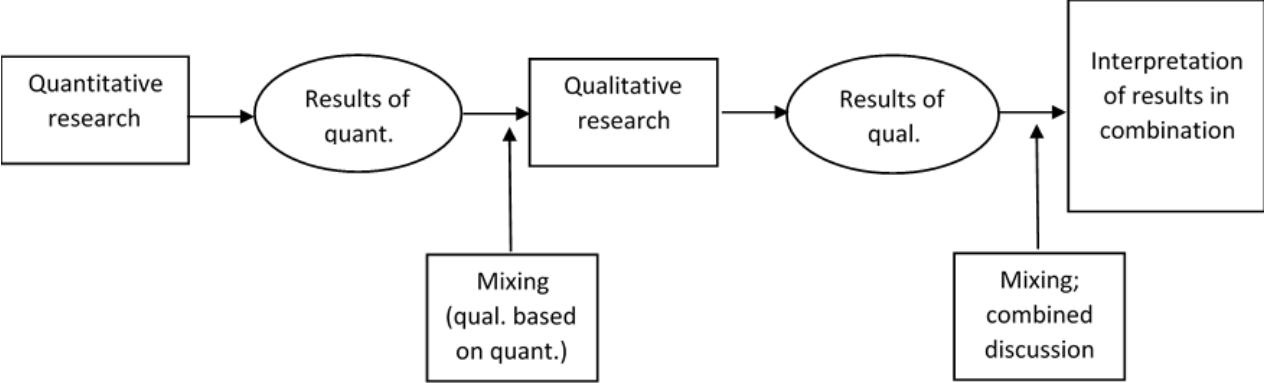 Quantitative
research
Results of
quant.
Qualitative
research
Results of
qual.
Interpretation
of results in
combination
Mixing
(qual. based
on quant.)
Mixing;
combined
discussion